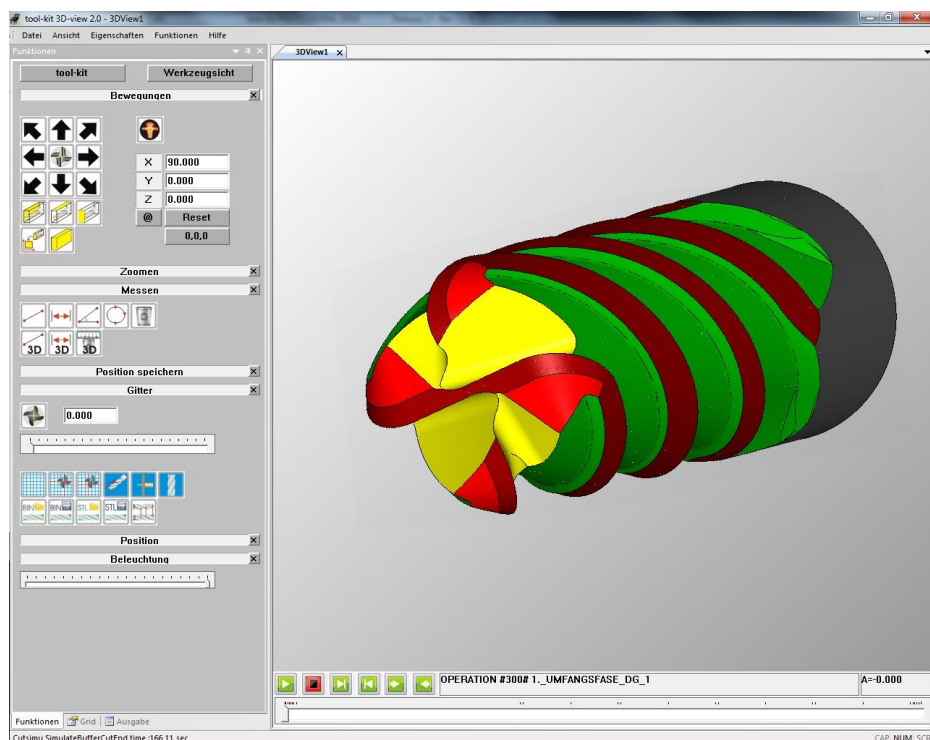 tool-kit 3D-view 2.0 - 3DView1
Datei Ansicht Eigenschaften Funktionen Hilfe
Funktionen
3DView1 x
tool-kit Werkzeugsicht
Bewegungen
X 90.000
Y 0.000
Z 0.000
@ Reset
0,0,0
Zoomen
Messen
3D 3D 3D
Position speichern
Gitter
0.000
BIN BIN STL STL
Position
Beleuchtung
OPERATION #300# 1._UMFANGSFASE_DG_1 A=-0.000
Funktionen Grid Ausgabe
Cutsimu SimulateBufferCutEnd time :166.11 sec CAP NUM SCR